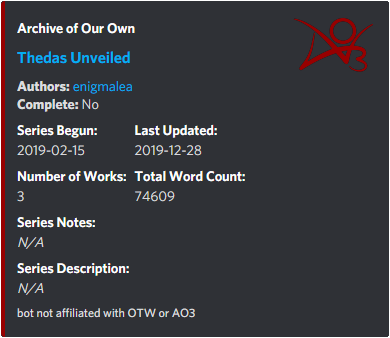 Archive of Our Own
Thedas Unveiled
Authors: enigmalea
Complete: No
Series Begun: Last Updated:
2019-02-15 2019-12-28
Number of Works: Total Word Count:
3 74609
Series Notes:
N/A
Series Description:
N/A
bot not affiliated with OTW or AO3